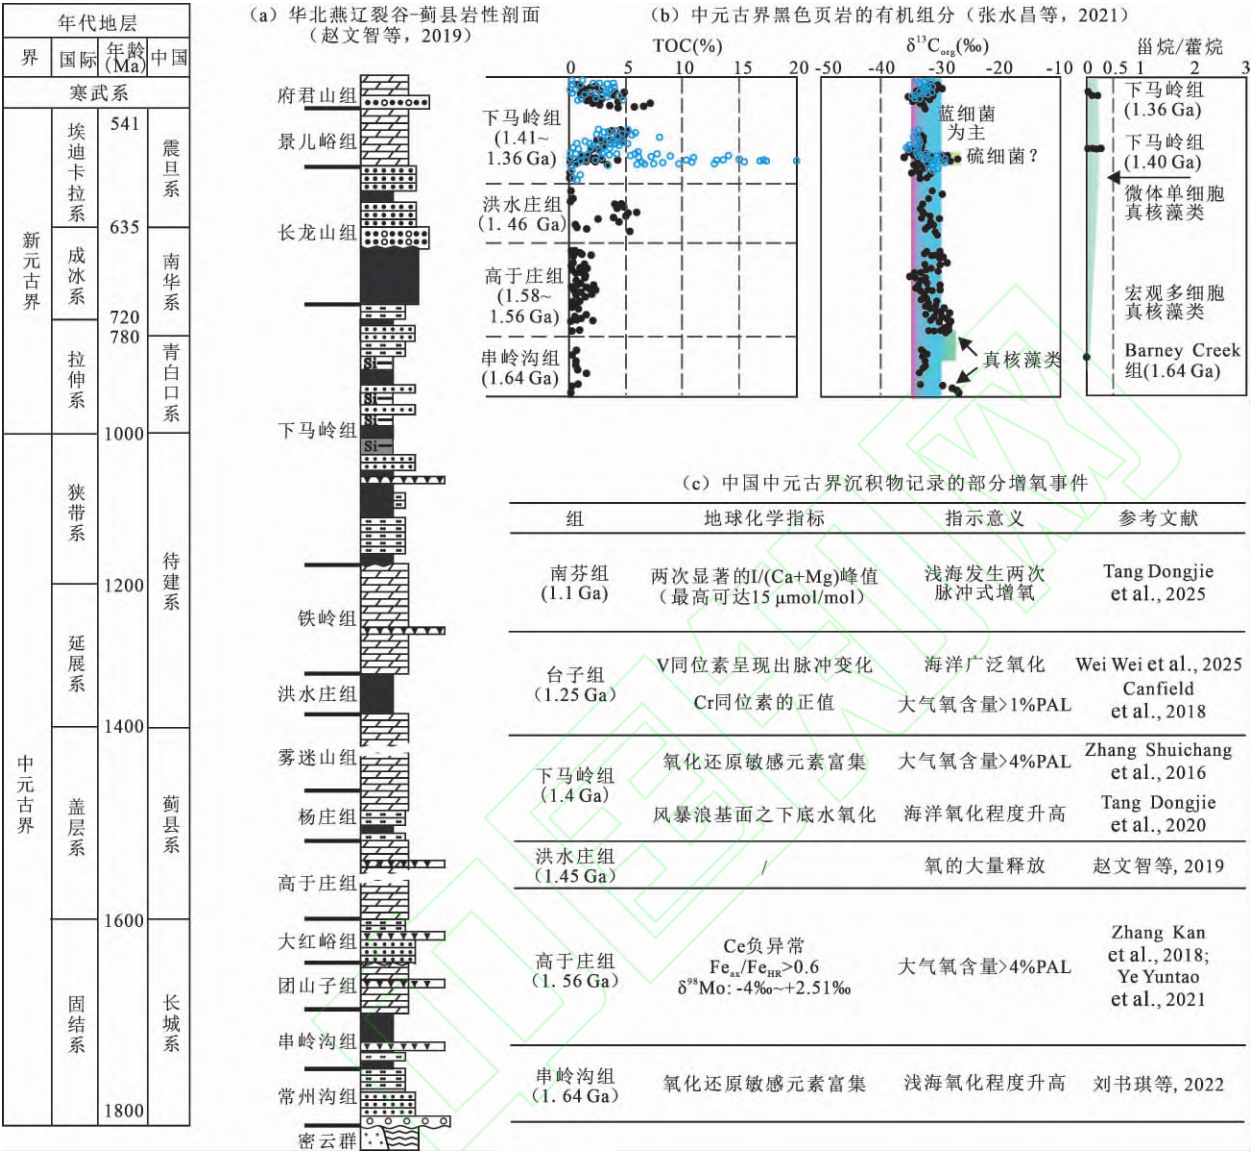 年代地层
界
国际
年龄
(Ma)
中国
寒武系
新元古界
中元古界
埃迪卡拉系
成冰系
拉伸系
狭带系
延展系
盖层系
固结系
541
635
720
780
1000
1200
1400
1600
1800
震旦系
南华系
青白口系
待建系
蓟县系
长城系
(a) 华北燕辽裂谷-蓟县岩性剖面
(赵文智等, 2019)
府君山组
景儿峪组
长龙山组
下马岭组
铁岭组
洪水庄组
雾迷山组
杨庄组
高于庄组
大红峪组
团山子组
串岭沟组
常州沟组
密云群
Si
Si
Si
Si
(b) 中元古界黑色页岩的有机组分 (张水昌等, 2021)
TOC(%)
0 5 10 15 20
δ¹³Corg(‰)
-50 -40 -30 -20 -10
甾烷/藿烷
0 0.5 1 2 3
下马岭组
(1.41~
1.36 Ga)
洪水庄组
(1. 46 Ga)
高于庄组
(1.58~
1.56 Ga)
串岭沟组
(1.64 Ga)
蓝细菌
为主
硫细菌？
真核藻类
下马岭组
(1.36 Ga)
下马岭组
(1.40 Ga)
微体单细胞
真核藻类
宏观多细胞
真核藻类
Barney Creek
组(1.64 Ga)
(c) 中国中元古界沉积物记录的部分增氧事件
组 地球化学指标 指示意义 参考文献
南芬组
(1.1 Ga)
两次显著的I/(Ca+Mg)峰值
(最高可达15 μmol/mol)
浅海发生两次
脉冲式增氧
Tang Dongjie
et al., 2025
台子组
(1.25 Ga)
V同位素呈现出脉冲变化 海洋广泛氧化 Wei Wei et al., 2025
Cr同位素的正值 大气氧含量>1%PAL
Canfield
et al., 2018
下马岭组
(1.4 Ga)
氧化还原敏感元素富集 大气氧含量>4%PAL
Zhang Shuichang
et al., 2016
风暴浪基面之下底水氧化 海洋氧化程度升高
Tang Dongjie
et al., 2020
洪水庄组
(1.45 Ga)
/ 氧的大量释放 赵文智等, 2019
高于庄组
(1. 56 Ga)
Ce负异常
Feax/FeHR>0.6
δ⁹⁸Mo: -4‰~+2.51‰
大气氧含量>4%PAL
Zhang Kan
et al., 2018;
Ye Yuntao
et al., 2021
串岭沟组
(1. 64 Ga)
氧化还原敏感元素富集 浅海氧化程度升高 刘书琪等, 2022